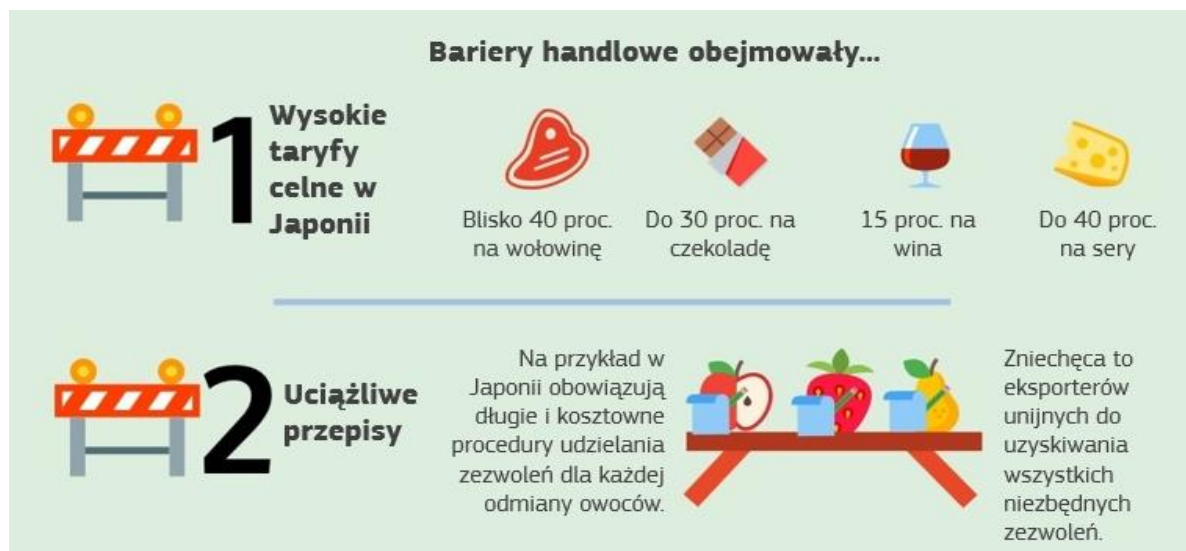 Bariery handlowe obejmowały...
1
Wysokie
taryfy
celne w
Japonii
Blisko 40 proc.
na wołowinę
Do 30 proc. na
czekoladę
15 proc. na
wina
Do 40 proc.
na sery
2
Uciążliwe
przepisy
Na przykład w
Japonii obowiązują
długie i kosztowne
procedury udzielania
zezwoleń dla każdej
odmiany owoców.
Zniechęca to
eksporterów
unijnych do
uzyskiwania
wszystkich
niezbędnych
zezwoleń.